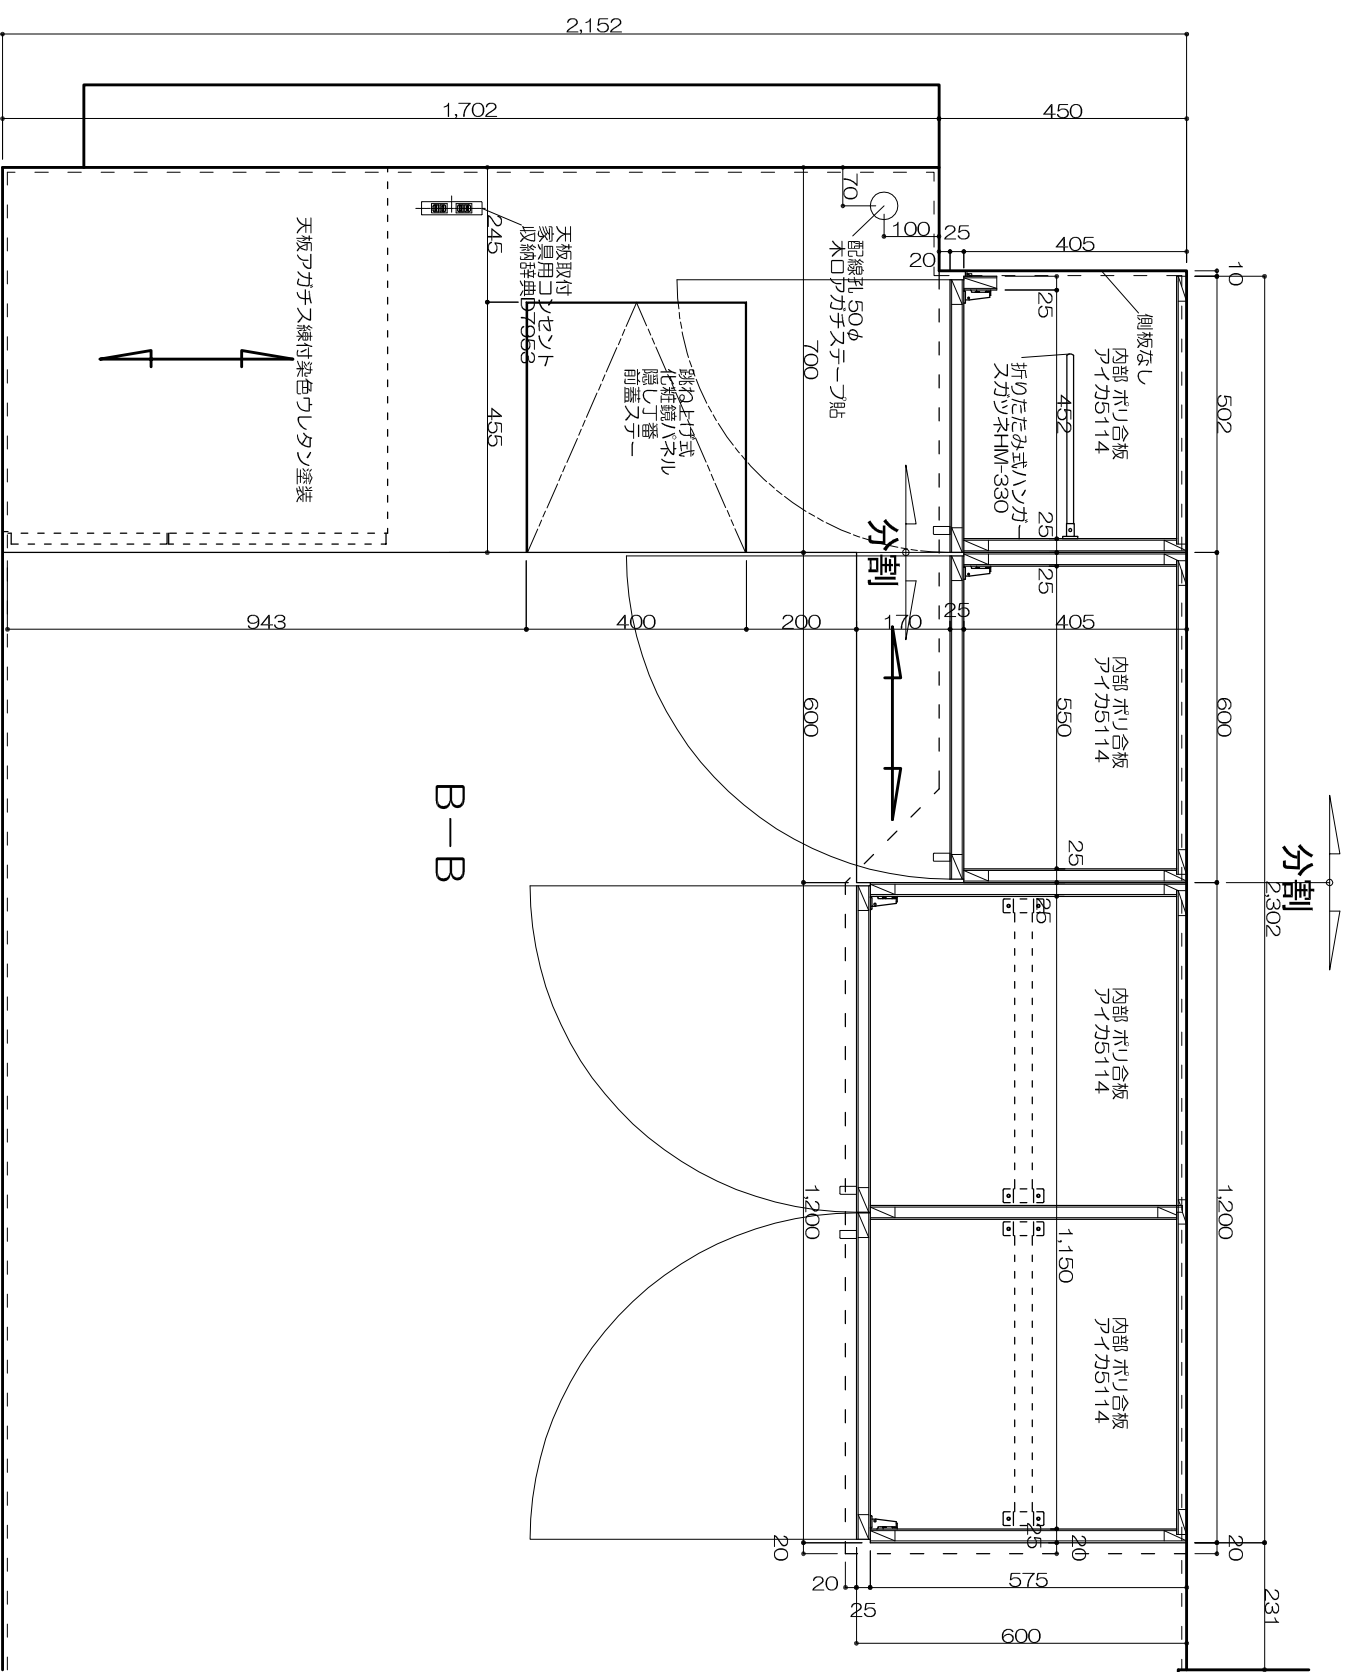 2,152
1,702
450
70
100
25
20
405
10
245
天板取付
家具用コンセント
収納辞典D7953
配線孔 50φ
木口アガチステープ貼
天板アガチス練付染色ウレタン塗装
側板なし
内部 ポリ合板
アイカ5114
折りたたみ式ハンガー
スガツネHM-330
25
452
25
502
700
455
跳ね上げ式
化粧鏡パネル
隠し丁番
前蓋ステー
分割
943
400
200
170
25
405
25
内部 ポリ合板
アイカ5114
550
600
600
25
B－B
分割
2,302
25
内部 ポリ合板
アイカ5114
1,200
1,150
1,200
内部 ポリ合板
アイカ5114
20
25
20
20
20
575
25
600
231